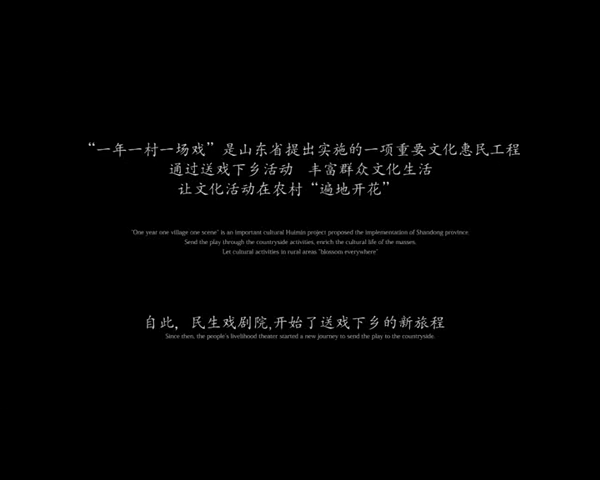 “一年一村一场戏”是山东省提出实施的一项重要文化惠民工程
通过送戏下乡活动 丰富群众文化生活
让文化活动在农村“遍地开花”
"One year one village one scene" is an important cultural Huimin project proposed the implementation of Shandong province
Send the play through the countryside activities, enrich the cultural life of the masses.
Let cultural activities in rural areas "blossom everywhere"
自此，民生戏剧院,开始了送戏下乡的新旅程
Since then, the people's livelihood theater started a new journey to send the play to the countryside.